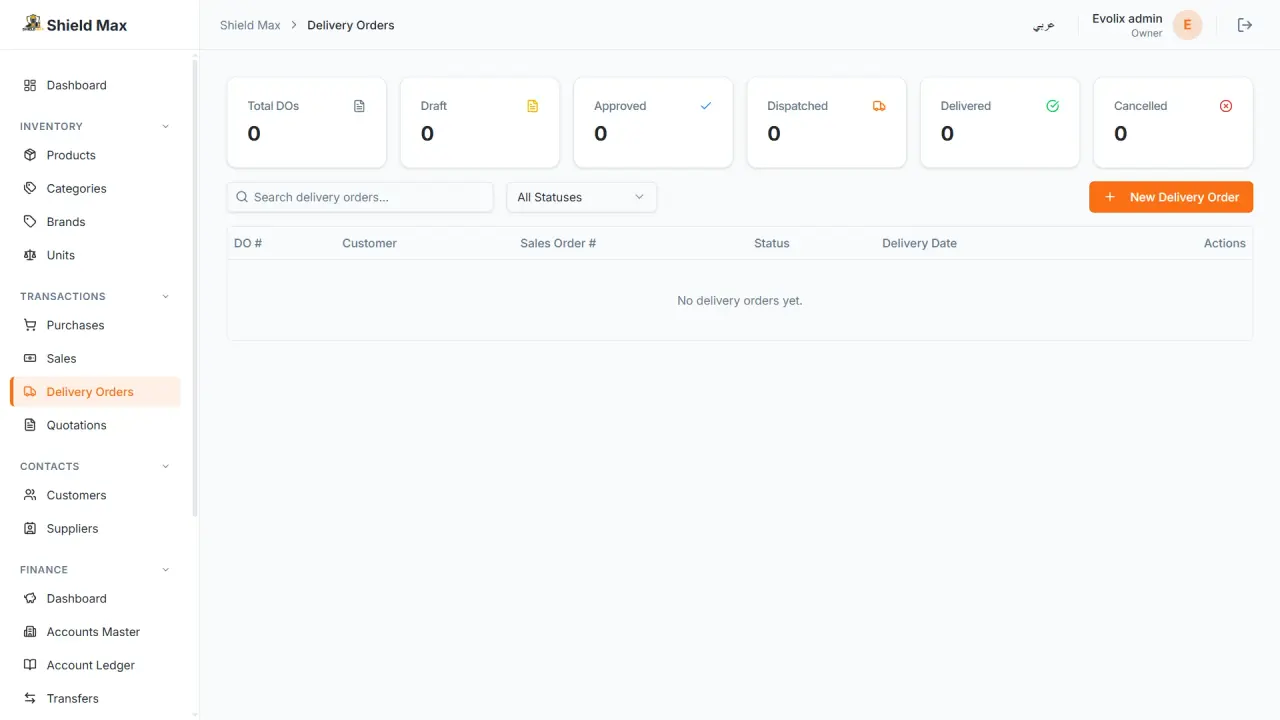 Shield Max
Shield Max > Delivery Orders
عربي
Evolix admin
Owner
E
Dashboard
INVENTORY
Products
Categories
Brands
Units
TRANSACTIONS
Purchases
Sales
Delivery Orders
Quotations
CONTACTS
Customers
Suppliers
FINANCE
Dashboard
Accounts Master
Account Ledger
Transfers
Total DOs
0
Draft
0
Approved
0
Dispatched
0
Delivered
0
Cancelled
0
Search delivery orders...
All Statuses
+ New Delivery Order
DO # Customer Sales Order # Status Delivery Date Actions
No delivery orders yet.